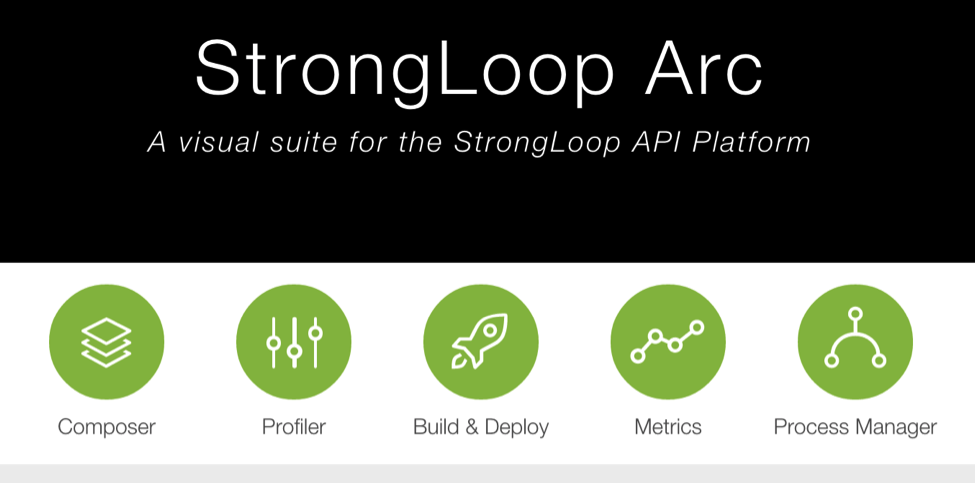 StrongLoop Arc
A visual suite for the StrongLoop API Platform
Composer
Profiler
Build & Deploy
Metrics
Process Manager